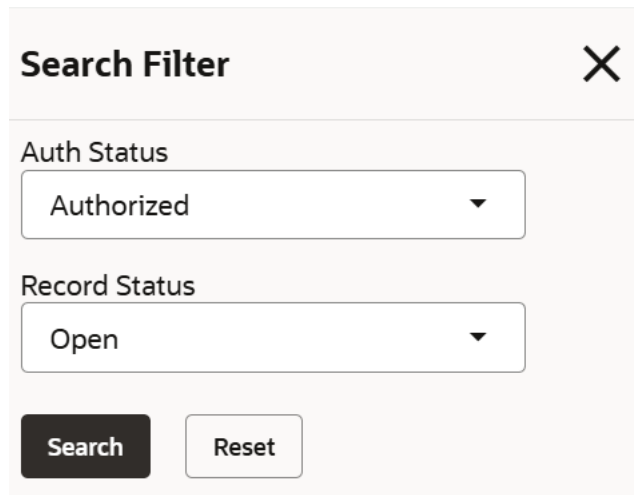 Search Filter
Auth Status
Authorized
Record Status
Open
Search Reset